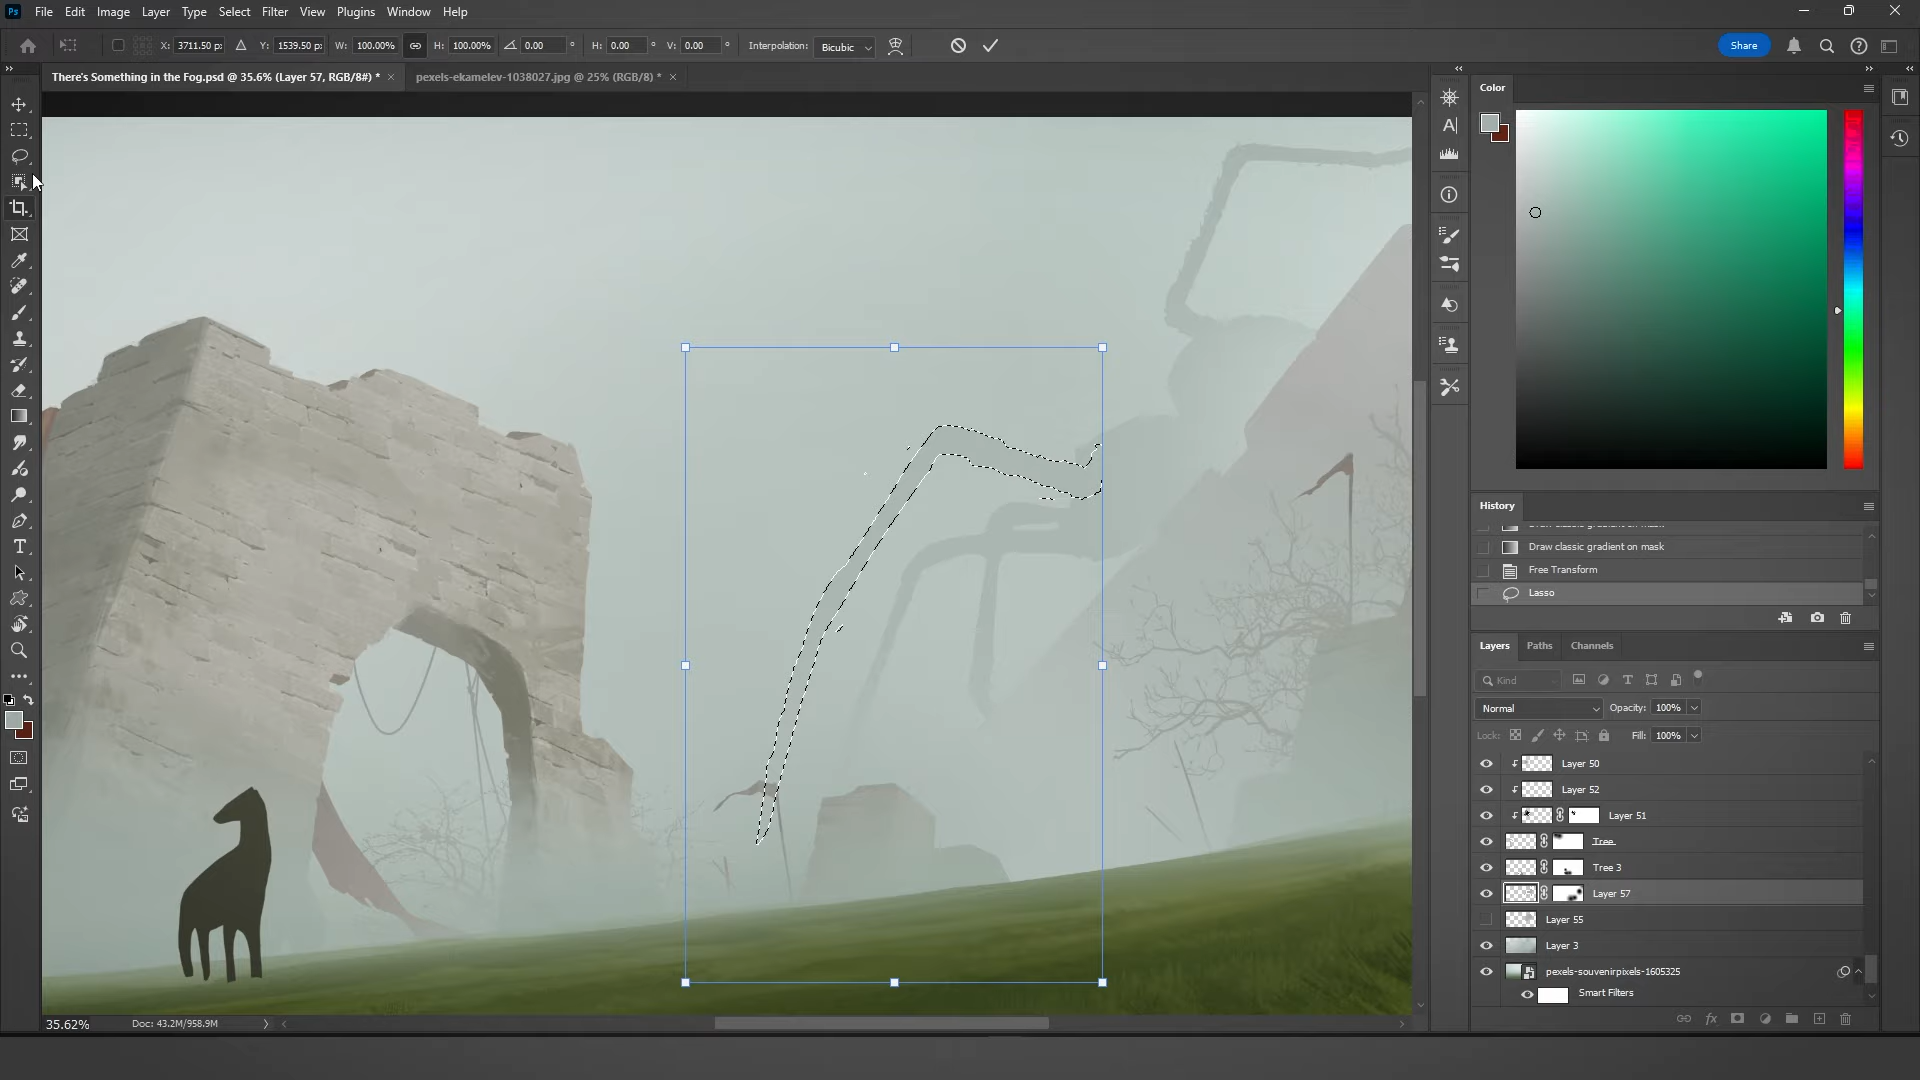 Ps File Edit Image Layer Type Select Filter View Plugins Window Help
X: 3711.50 px Y: 1539.50 px W: 100.00% H: 100.00% 0.00 ° H: 0.00 ° V: 0.00 ° Interpolation: Bicubic Share
There's Something in the Fog.psd @ 35.6% (Layer 57, RGB/8#) * × pexels-ekamelev-1038027.jpg @ 25% (RGB/8) * ×
Color
History
Draw classic gradient on mask
Free Transform
Lasso
Layers Paths Channels
Kind
Normal Opacity: 100%
Lock: Fill: 100%
Layer 50
Layer 52
Layer 51
Tree
Tree 3
Layer 57
Layer 55
Layer 3
pexels-souvenirpixels-1605325
Smart Filters
35.62% Doc: 43.2M/958.9M